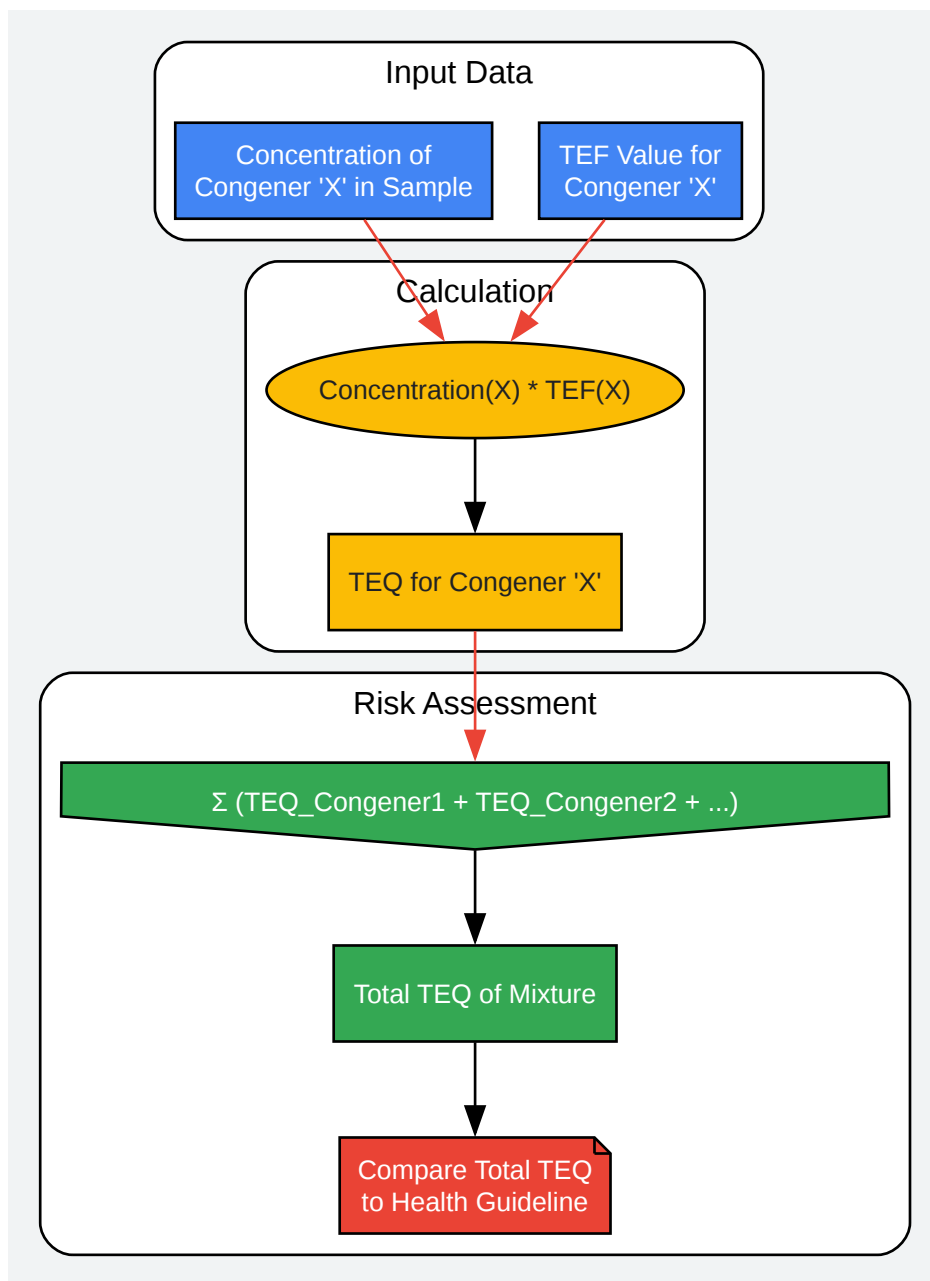 Input Data
Concentration of
Congener 'X' in Sample
TEF Value for
Congener 'X'
Calculation
Concentration(X) * TEF(X)
TEQ for Congener 'X'
Risk Assessment
Σ (TEQ_Congener1 + TEQ_Congener2 + ...)
Total TEQ of Mixture
Compare Total TEQ
to Health Guideline